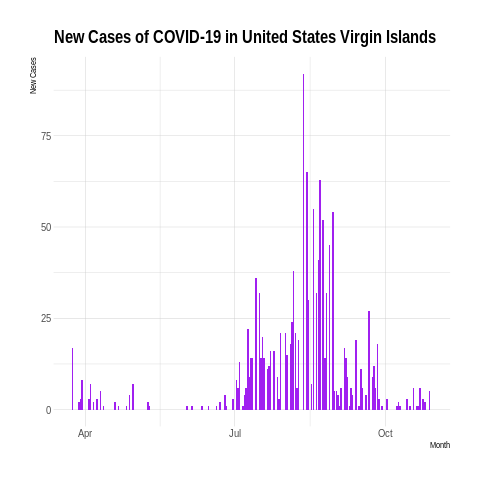 New Cases of COVID-19 in United States Virgin Islands
New Cases
75
50
25
0
Apr
Jul
Oct
Month